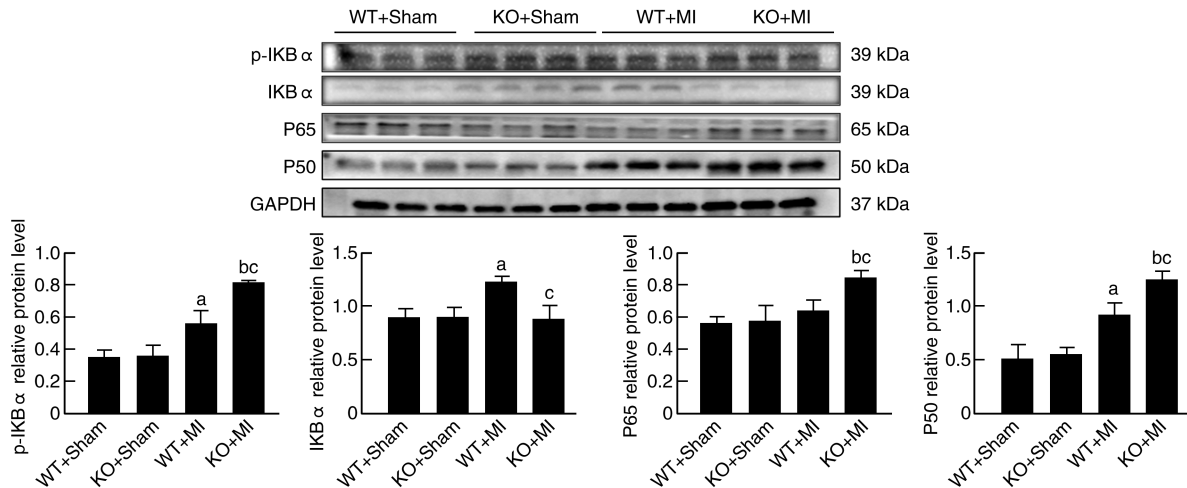 WT+Sham KO+Sham WT+MI KO+MI
p-IKBα 39 kDa
IKBα 39 kDa
P65 65 kDa
P50 50 kDa
GAPDH 37 kDa
p-IKBα relative protein level
1.0
0.8
0.6
0.4
0.2
0
a
bc
WT+Sham
KO+Sham
WT+MI
KO+MI
IKBα relative protein level
1.5
1.0
0.5
0
a
c
WT+Sham
KO+Sham
WT+MI
KO+MI
P65 relative protein level
1.0
0.8
0.6
0.4
0.2
0
bc
WT+Sham
KO+Sham
WT+MI
KO+MI
P50 relative protein level
1.5
1.0
0.5
0
a
bc
WT+Sham
KO+Sham
WT+MI
KO+MI